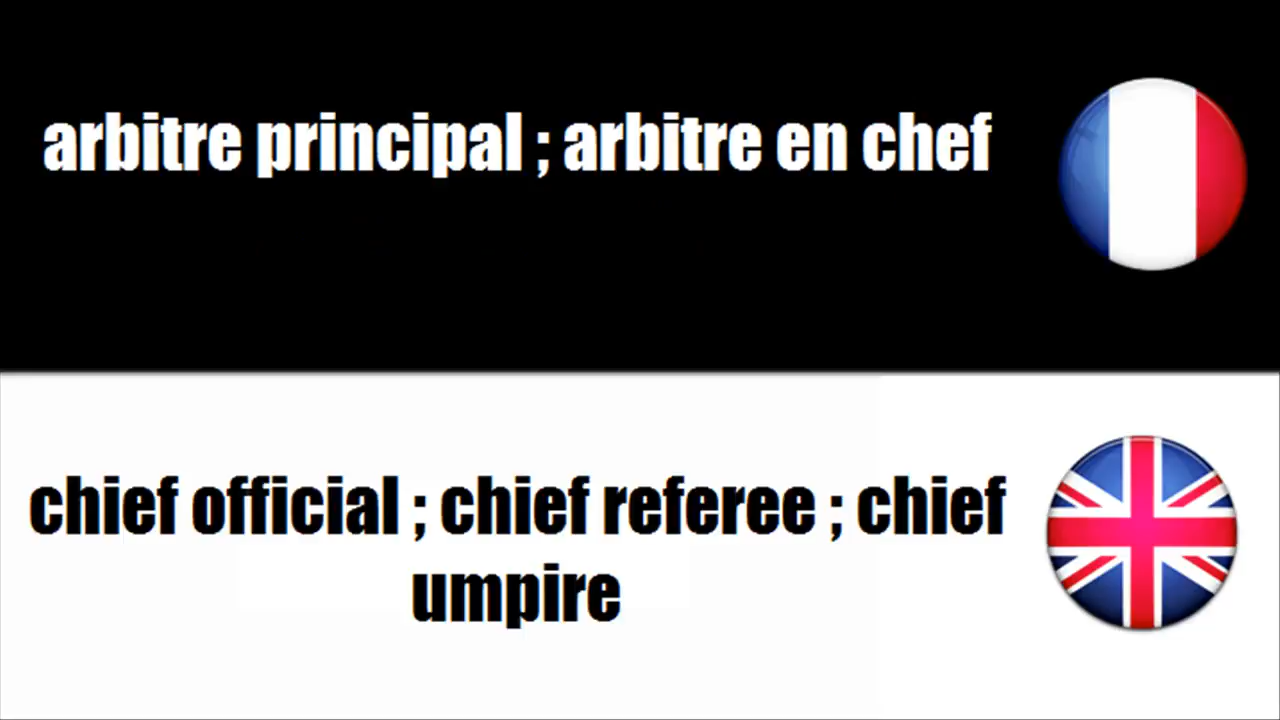 arbitre principal ; arbitre en chef
chief official ; chief referee ; chief
umpire